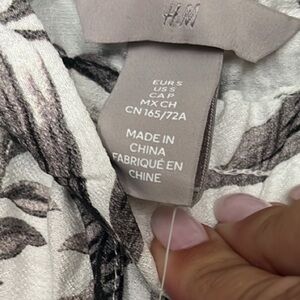 H&M
EUR S
US S
CA P
MX CH
CN 165/72A
MADE IN
CHINA
FABRIQUÉ EN
CHINE